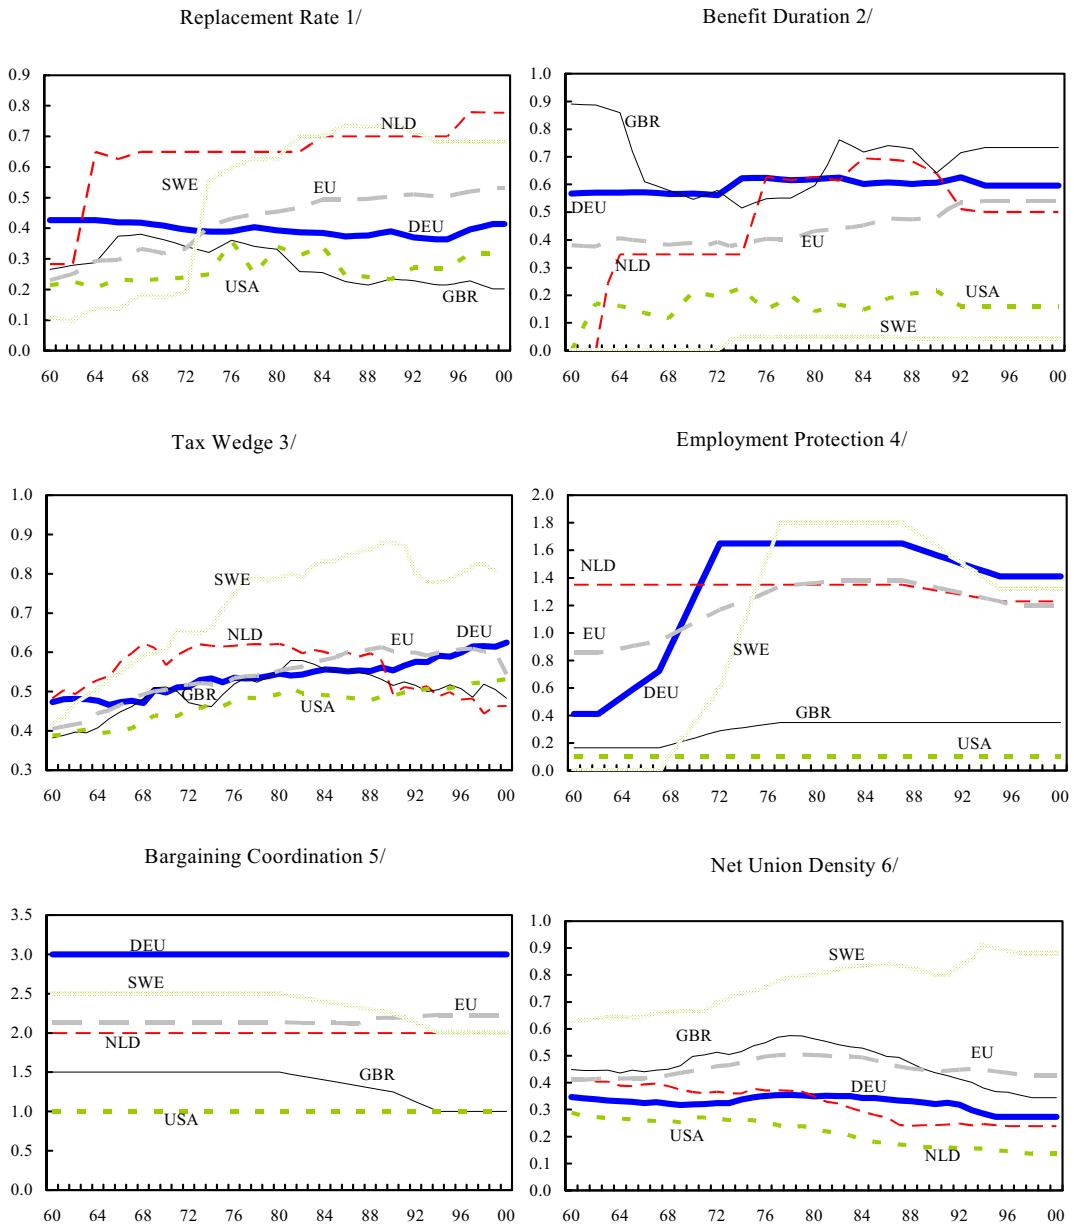 Replacement Rate 1/
Benefit Duration 2/
0.9
0.8
0.7
0.6
0.5
0.4
0.3
0.2
0.1
0.0
NLD
SWE
EU
DEU
USA
GBR
60 64 68 72 76 80 84 88 92 96 00
1.0
0.9
0.8
0.7
0.6
0.5
0.4
0.3
0.2
0.1
0.0
GBR
DEU
EU
NLD
USA
SWE
60 64 68 72 76 80 84 88 92 96 00
Tax Wedge 3/
Employment Protection 4/
1.0
0.9
0.8
0.7
0.6
0.5
0.4
0.3
SWE
NLD
EU
DEU
GBR
USA
60 64 68 72 76 80 84 88 92 96 00
2.0
1.8
1.6
1.4
1.2
1.0
0.8
0.6
0.4
0.2
0.0
NLD
EU
SWE
DEU
GBR
USA
60 64 68 72 76 80 84 88 92 96 00
Bargaining Coordination 5/
Net Union Density 6/
3.5
3.0
2.5
2.0
1.5
1.0
0.5
0.0
DEU
SWE
EU
NLD
GBR
USA
60 64 68 72 76 80 84 88 92 96 00
1.0
0.9
0.8
0.7
0.6
0.5
0.4
0.3
0.2
0.1
0.0
SWE
GBR
EU
DEU
USA
NLD
60 64 68 72 76 80 84 88 92 96 00